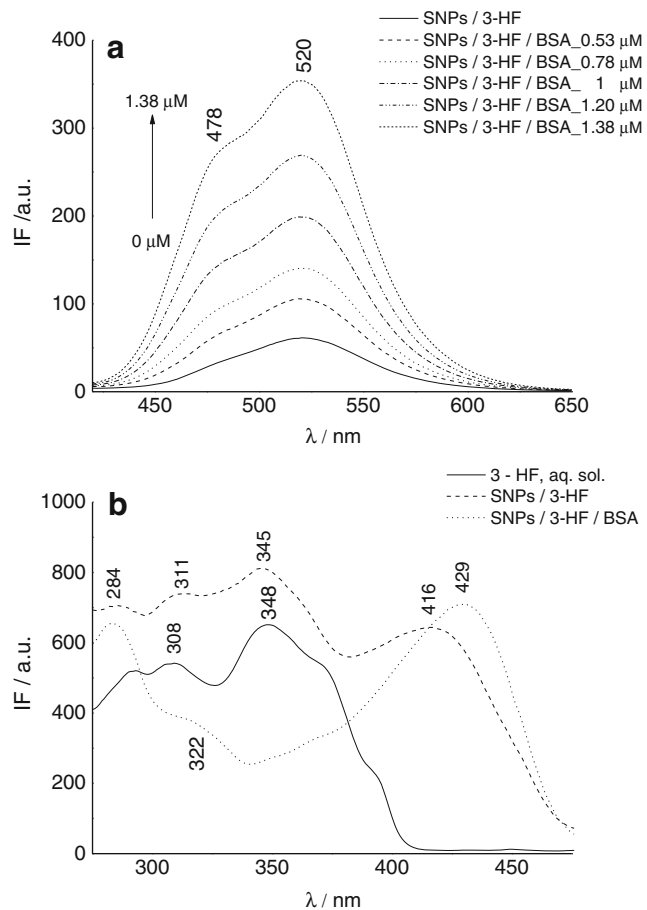 a
SNPs / 3-HF
SNPs / 3-HF / BSA_0.53 µM
SNPs / 3-HF / BSA_0.78 µM
SNPs / 3-HF / BSA_ 1 µM
SNPs / 3-HF / BSA_1.20 µM
SNPs / 3-HF / BSA_1.38 µM
520
478
1.38 µM
0 µM
400
300
200
100
0
IF /a.u.
450 500 550 600 650
λ / nm
b
3 - HF, aq. sol.
SNPs / 3-HF
SNPs / 3-HF / BSA
284
311
345
308
348
416
429
322
1000
800
600
400
200
0
IF / a.u.
300 350 400 450
λ / nm